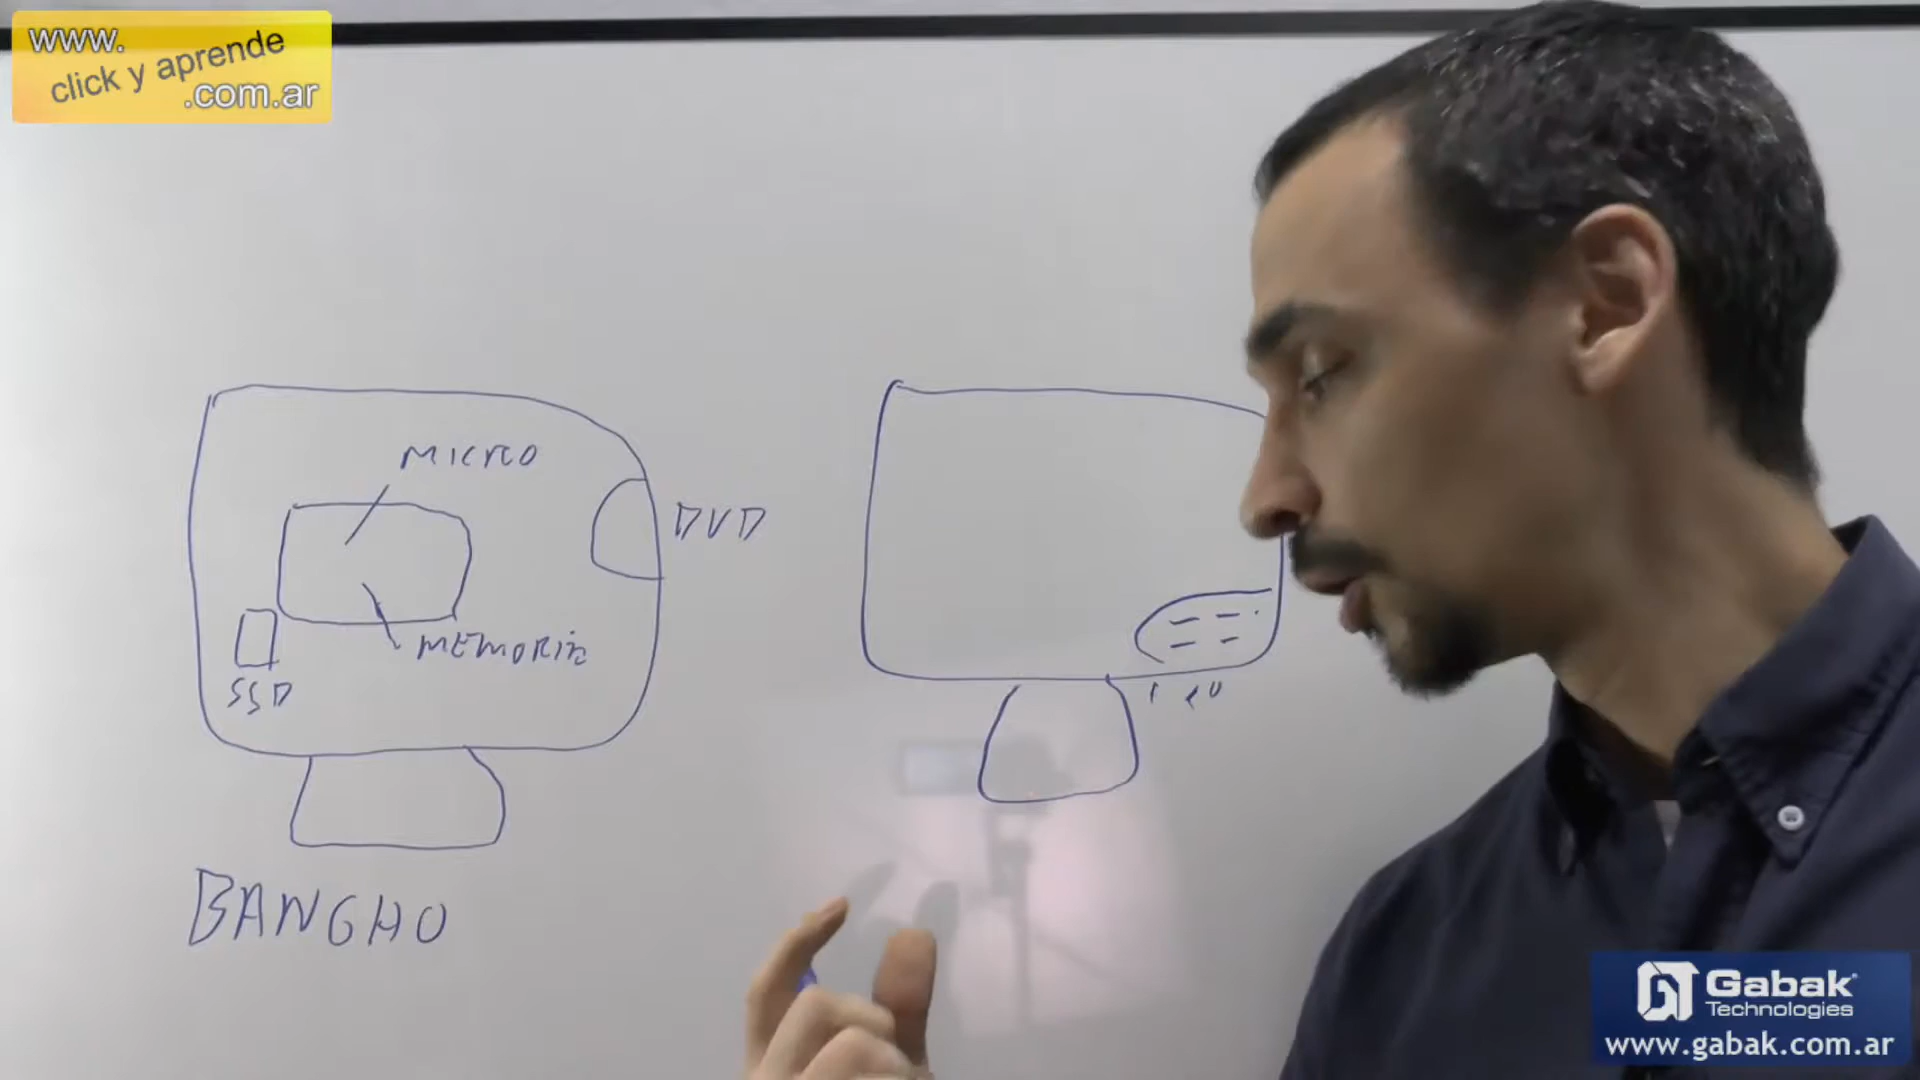 www.
click y aprende
.com.ar
MICRO
DVD
MEMORIA
SSD
BANGHO
Gabak
Technologies
www.gabak.com.ar